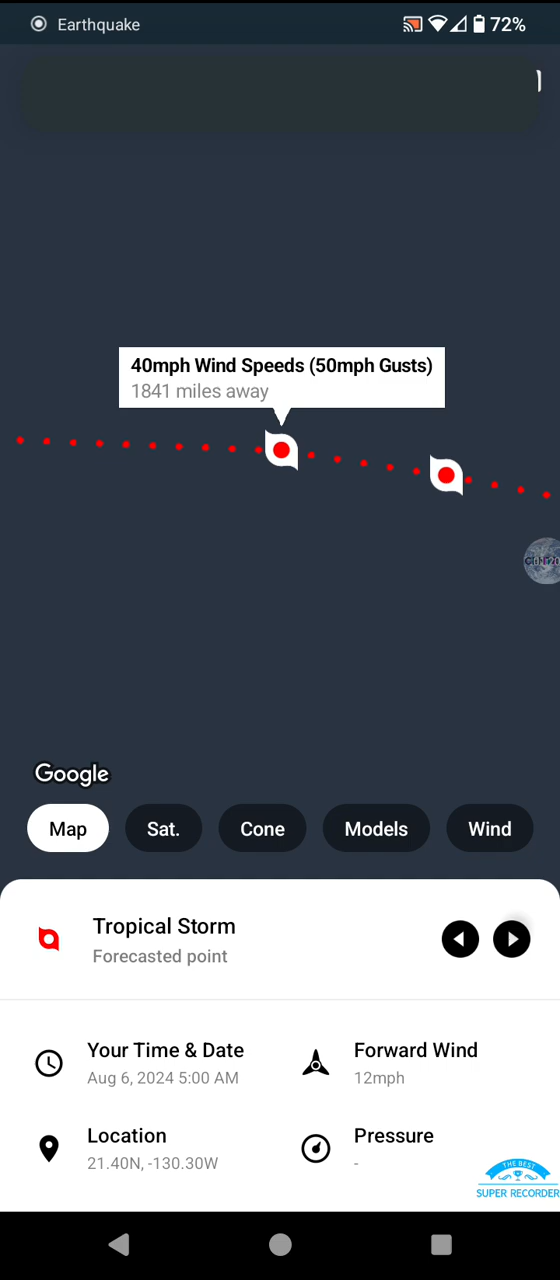 Earthquake
72%
40mph Wind Speeds (50mph Gusts)
1841 miles away
Google
Map
Sat.
Cone
Models
Wind
Tropical Storm
Forecasted point
Your Time & Date
Aug 6, 2024 5:00 AM
Forward Wind
12mph
Location
21.40N, -130.30W
Pressure
-
THE BEST
SUPER RECORDER